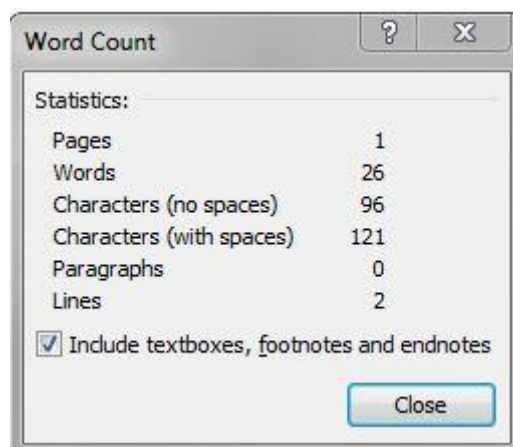 Word Count
Statistics:
Pages 1
Words 26
Characters (no spaces) 96
Characters (with spaces) 121
Paragraphs 0
Lines 2
Include textboxes, footnotes and endnotes
Close